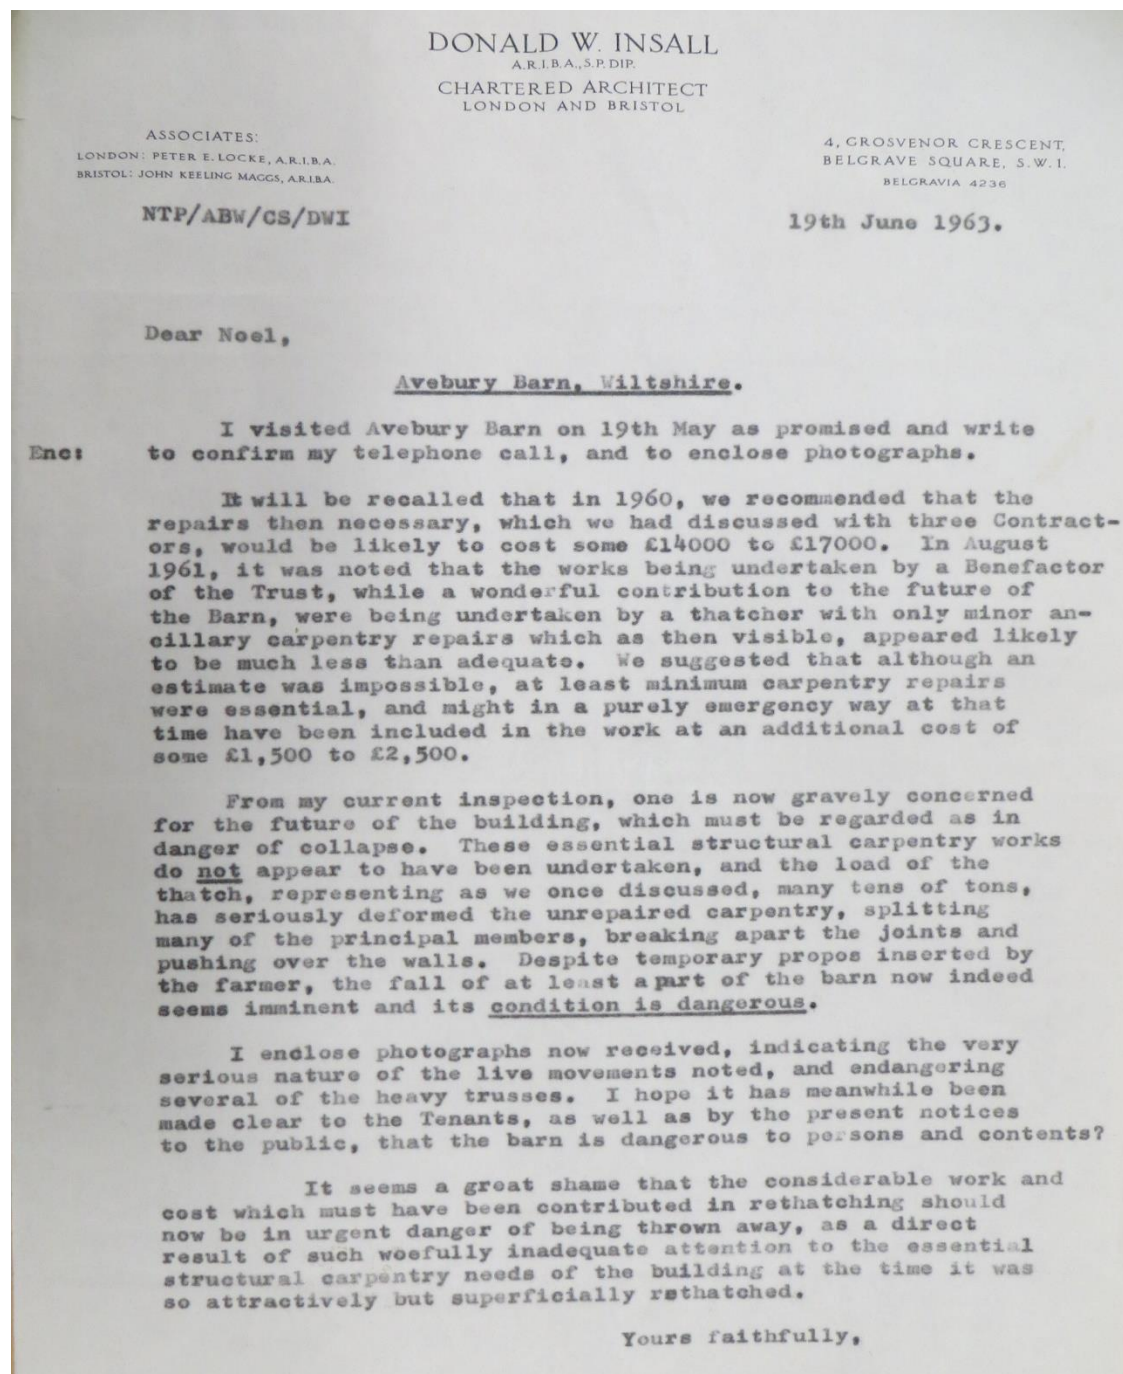 DONALD W. INSALL
A.R.I.B.A., S.P. DIP.
CHARTERED ARCHITECT
LONDON AND BRISTOL
ASSOCIATES:
LONDON: PETER E. LOCKE, A.R.I.B.A.
BRISTOL: JOHN KEELING MAGGS, A.R.I.B.A.
4, GROSVENOR CRESCENT,
BELGRAVE SQUARE, S.W.1.
BELGRAVIA 4236
NTP/ABW/CS/DWI
19th June 1963.
Dear Noel,
Avebury Barn, Wiltshire.
I visited Avebury Barn on 19th May as promised and write
Enc: to confirm my telephone call, and to enclose photographs.
It will be recalled that in 1960, we recommended that the
repairs then necessary, which we had discussed with three Contract-
ors, would be likely to cost some £14000 to £17000. In August
1961, it was noted that the works being undertaken by a Benefactor
of the Trust, while a wonderful contribution to the future of
the Barn, were being undertaken by a thatcher with only minor an-
cillary carpentry repairs which as then visible, appeared likely
to be much less than adequate. We suggested that although an
estimate was impossible, at least minimum carpentry repairs
were essential, and might in a purely emergency way at that
time have been included in the work at an additional cost of
some £1,500 to £2,500.
From my current inspection, one is now gravely concerned
for the future of the building, which must be regarded as in
danger of collapse. These essential structural carpentry works
do not appear to have been undertaken, and the load of the
thatch, representing as we once discussed, many tens of tons,
has seriously deformed the unrepaired carpentry, splitting
many of the principal members, breaking apart the joints and
pushing over the walls. Despite temporary propos inserted by
the farmer, the fall of at least a part of the barn now indeed
seems imminent and its condition is dangerous.
I enclose photographs now received, indicating the very
serious nature of the live movements noted, and endangering
several of the heavy trusses. I hope it has meanwhile been
made clear to the Tenants, as well as by the present notices
to the public, that the barn is dangerous to persons and contents?
It seems a great shame that the considerable work and
cost which must have been contributed in rethatching should
now be in urgent danger of being thrown away, as a direct
result of such woefully inadequate attention to the essential
structural carpentry needs of the building at the time it was
so attractively but superficially rethatched.
Yours faithfully,